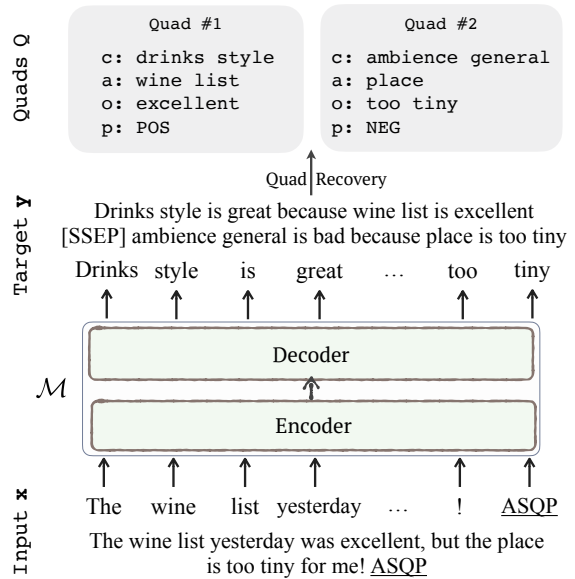 Quads Q
Quad #1
c: drinks style
a: wine list
o: excellent
p: POS
Quad #2
c: ambience general
a: place
o: too tiny
p: NEG
Quad Recovery
Target y
Drinks style is great because wine list is excellent
[SSEP] ambience general is bad because place is too tiny
Drinks style is great … too tiny
M
Decoder
Encoder
Input x
The wine list yesterday … ! ASQP
The wine list yesterday was excellent, but the place
is too tiny for me! ASQP